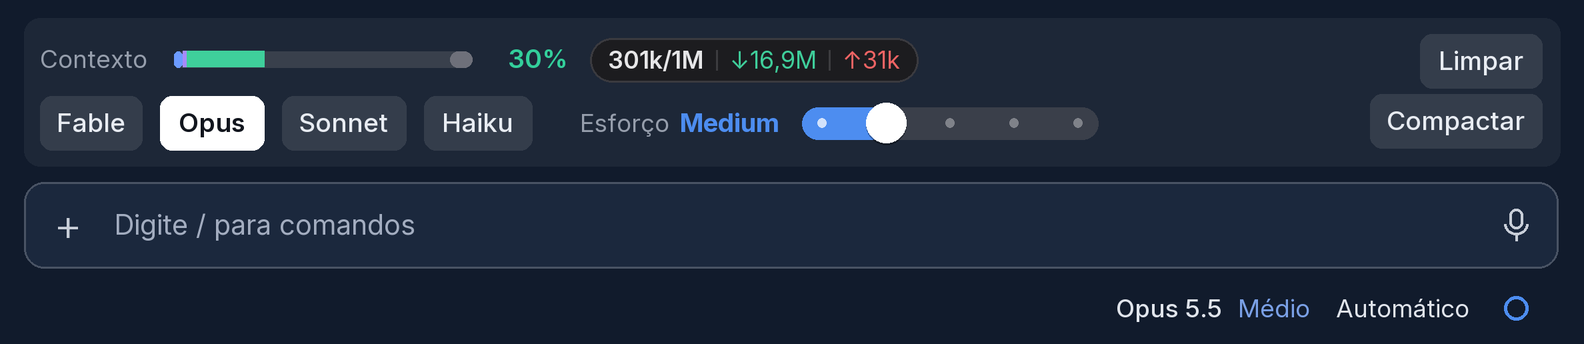 Contexto 30% 301k/1M ↓16,9M ↑31k Limpar
Fable Opus Sonnet Haiku Esforço Medium Compactar
+ Digite / para comandos
Opus 5.5 Médio Automático